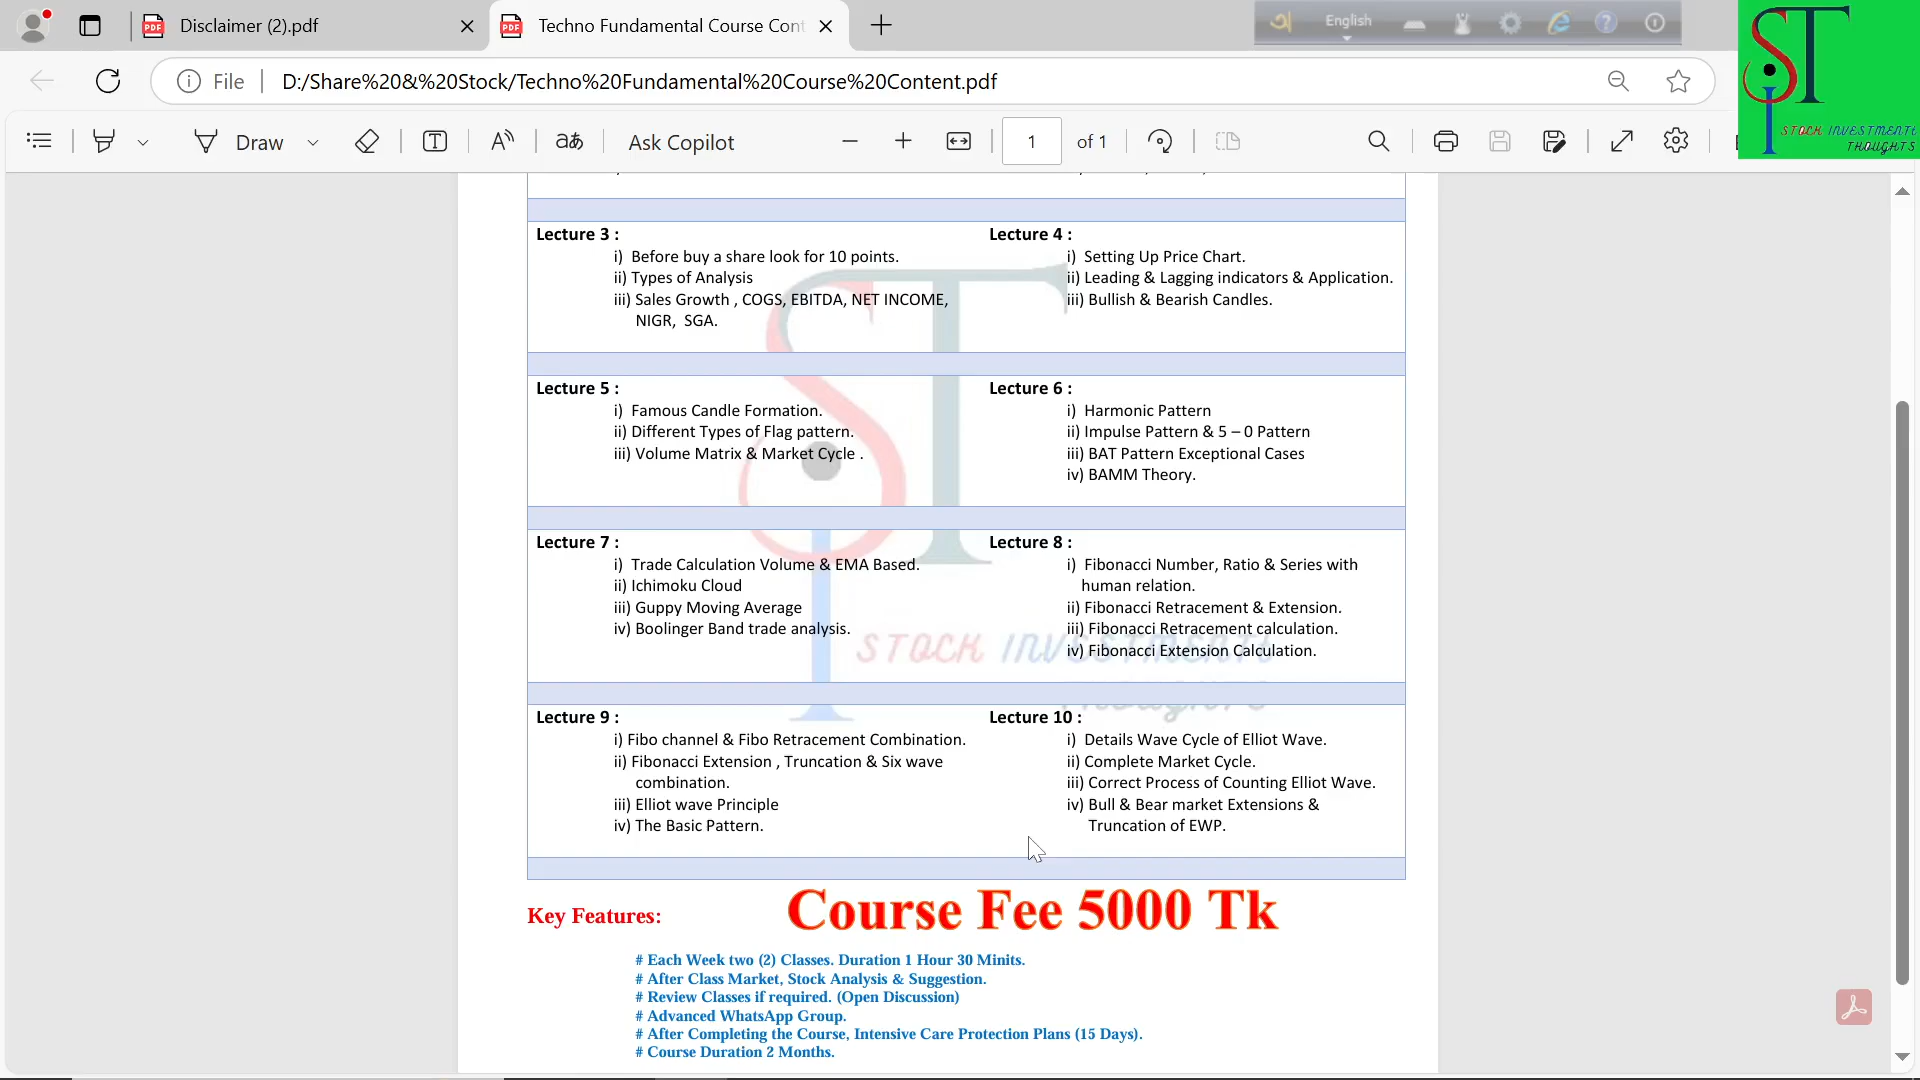 Disclaimer (2).pdf
Techno Fundamental Course Cont
English
File
D:/Share%20&%20Stock/Techno%20Fundamental%20Course%20Content.pdf
STOCK INVESTMENT
THOUGHTS
Draw
Ask Copilot
1 of 1
Lecture 3 :
i) Before buy a share look for 10 points.
ii) Types of Analysis
iii) Sales Growth , COGS, EBITDA, NET INCOME,
NIGR, SGA.
Lecture 4 :
i) Setting Up Price Chart.
ii) Leading & Lagging indicators & Application.
iii) Bullish & Bearish Candles.
Lecture 5 :
i) Famous Candle Formation.
ii) Different Types of Flag pattern.
iii) Volume Matrix & Market Cycle .
Lecture 6 :
i) Harmonic Pattern
ii) Impulse Pattern & 5 – 0 Pattern
iii) BAT Pattern Exceptional Cases
iv) BAMM Theory.
Lecture 7 :
i) Trade Calculation Volume & EMA Based.
ii) Ichimoku Cloud
iii) Guppy Moving Average
iv) Boolinger Band trade analysis.
Lecture 8 :
i) Fibonacci Number, Ratio & Series with
human relation.
ii) Fibonacci Retracement & Extension.
iii) Fibonacci Retracement calculation.
iv) Fibonacci Extension Calculation.
STOCK INVESTMENT
Lecture 9 :
i) Fibo channel & Fibo Retracement Combination.
ii) Fibonacci Extension , Truncation & Six wave
combination.
iii) Elliot wave Principle
iv) The Basic Pattern.
Lecture 10 :
i) Details Wave Cycle of Elliot Wave.
ii) Complete Market Cycle.
iii) Correct Process of Counting Elliot Wave.
iv) Bull & Bear market Extensions &
Truncation of EWP.
Key Features:
Course Fee 5000 Tk
# Each Week two (2) Classes. Duration 1 Hour 30 Minits.
# After Class Market, Stock Analysis & Suggestion.
# Review Classes if required. (Open Discussion)
# Advanced WhatsApp Group.
# After Completing the Course, Intensive Care Protection Plans (15 Days).
# Course Duration 2 Months.